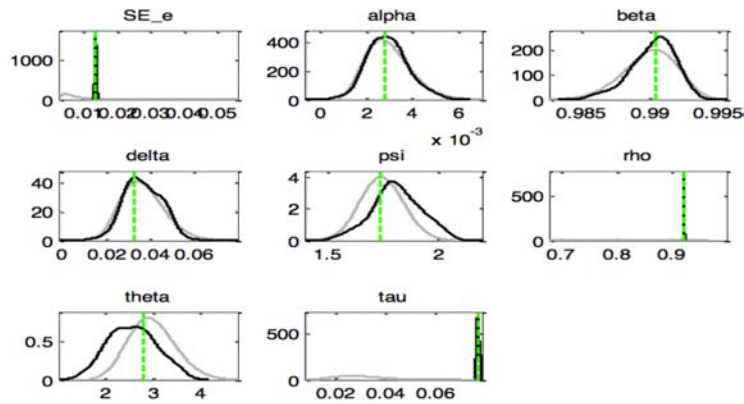 SE_e alpha beta
1000 400 200
200 100
0 0 0
0.01 0.02 0.03 0.04 0.05 0 2 4 6 0.985 0.99 0.995
x 10⁻³
delta psi rho
40 4 500
20 2
0 0 0
0 0.02 0.04 0.06 1.5 2 0.7 0.8 0.9
theta tau
0.5 500
0 0
2 3 4 0.02 0.04 0.06